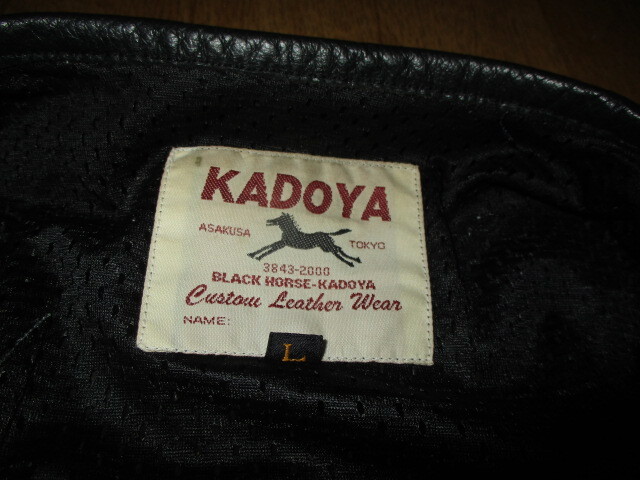 KADOYA
ASAKUSA TOKYO
3843-2000
BLACK HORSE-KADOYA
Custom Leather Wear
NAME:
L